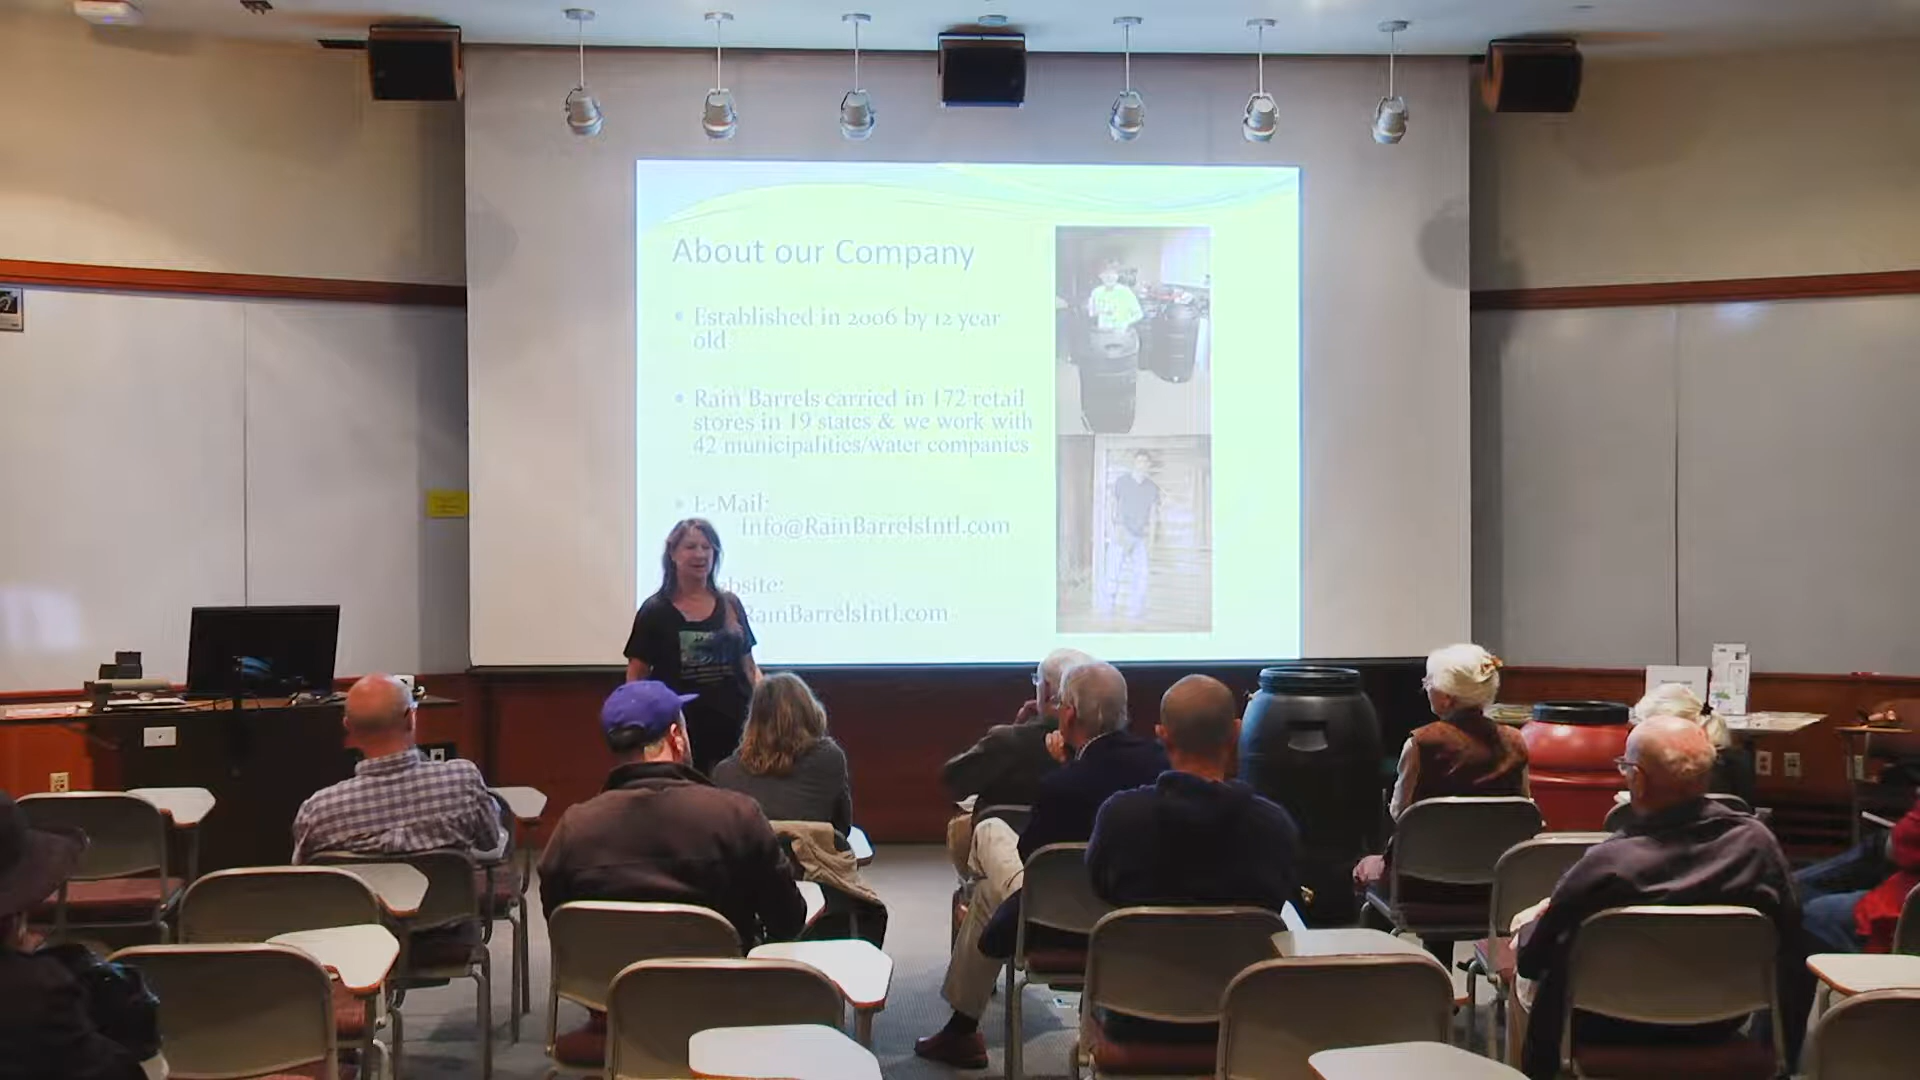 About our Company
• Established in 2006 by 12 year
old
• Rain Barrels carried in 172 retail
stores in 19 states & we work with
42 municipalities/water companies
• E-Mail:
Info@RainBarrelsIntl.com
bsite:
RainBarrelsIntl.com